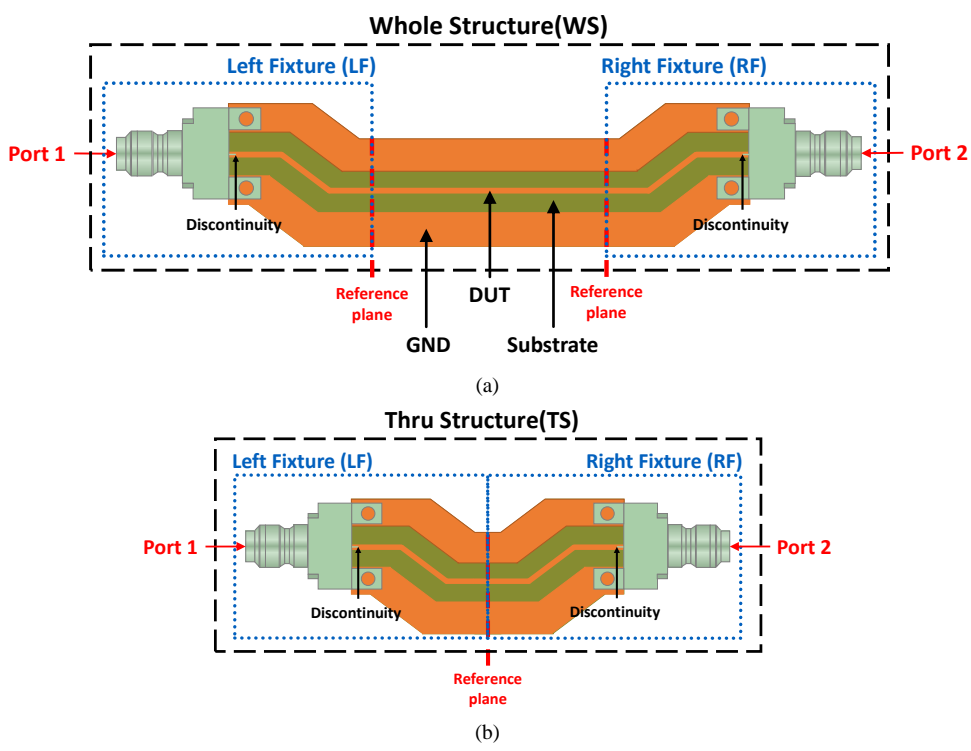 Whole Structure(WS)
Left Fixture (LF)
Right Fixture (RF)
Port 1
Port 2
Discontinuity
Discontinuity
Reference
plane
DUT
Reference
plane
GND
Substrate
(a)
Thru Structure(TS)
Left Fixture (LF)
Right Fixture (RF)
Port 1
Port 2
Discontinuity
Discontinuity
Reference
plane
(b)